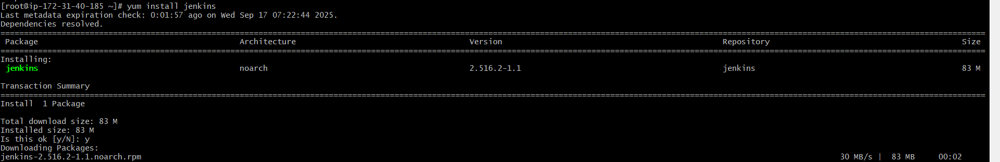 [root@ip-172-31-40-185 ~]# yum install jenkins
Last metadata expiration check: 0:01:57 ago on Wed Sep 17 07:22:44 2025.
Dependencies resolved.
================================================================================
Package Architecture Version Repository Size
================================================================================
Installing:
jenkins noarch 2.516.2-1.1 jenkins 83 M
Transaction Summary
================================================================================
Install  1 Package
Total download size: 83 M
Installed size: 83 M
Is this ok [y/N]: y
Downloading Packages:
jenkins-2.516.2-1.1.noarch.rpm 30 MB/s |  83 MB     00:02